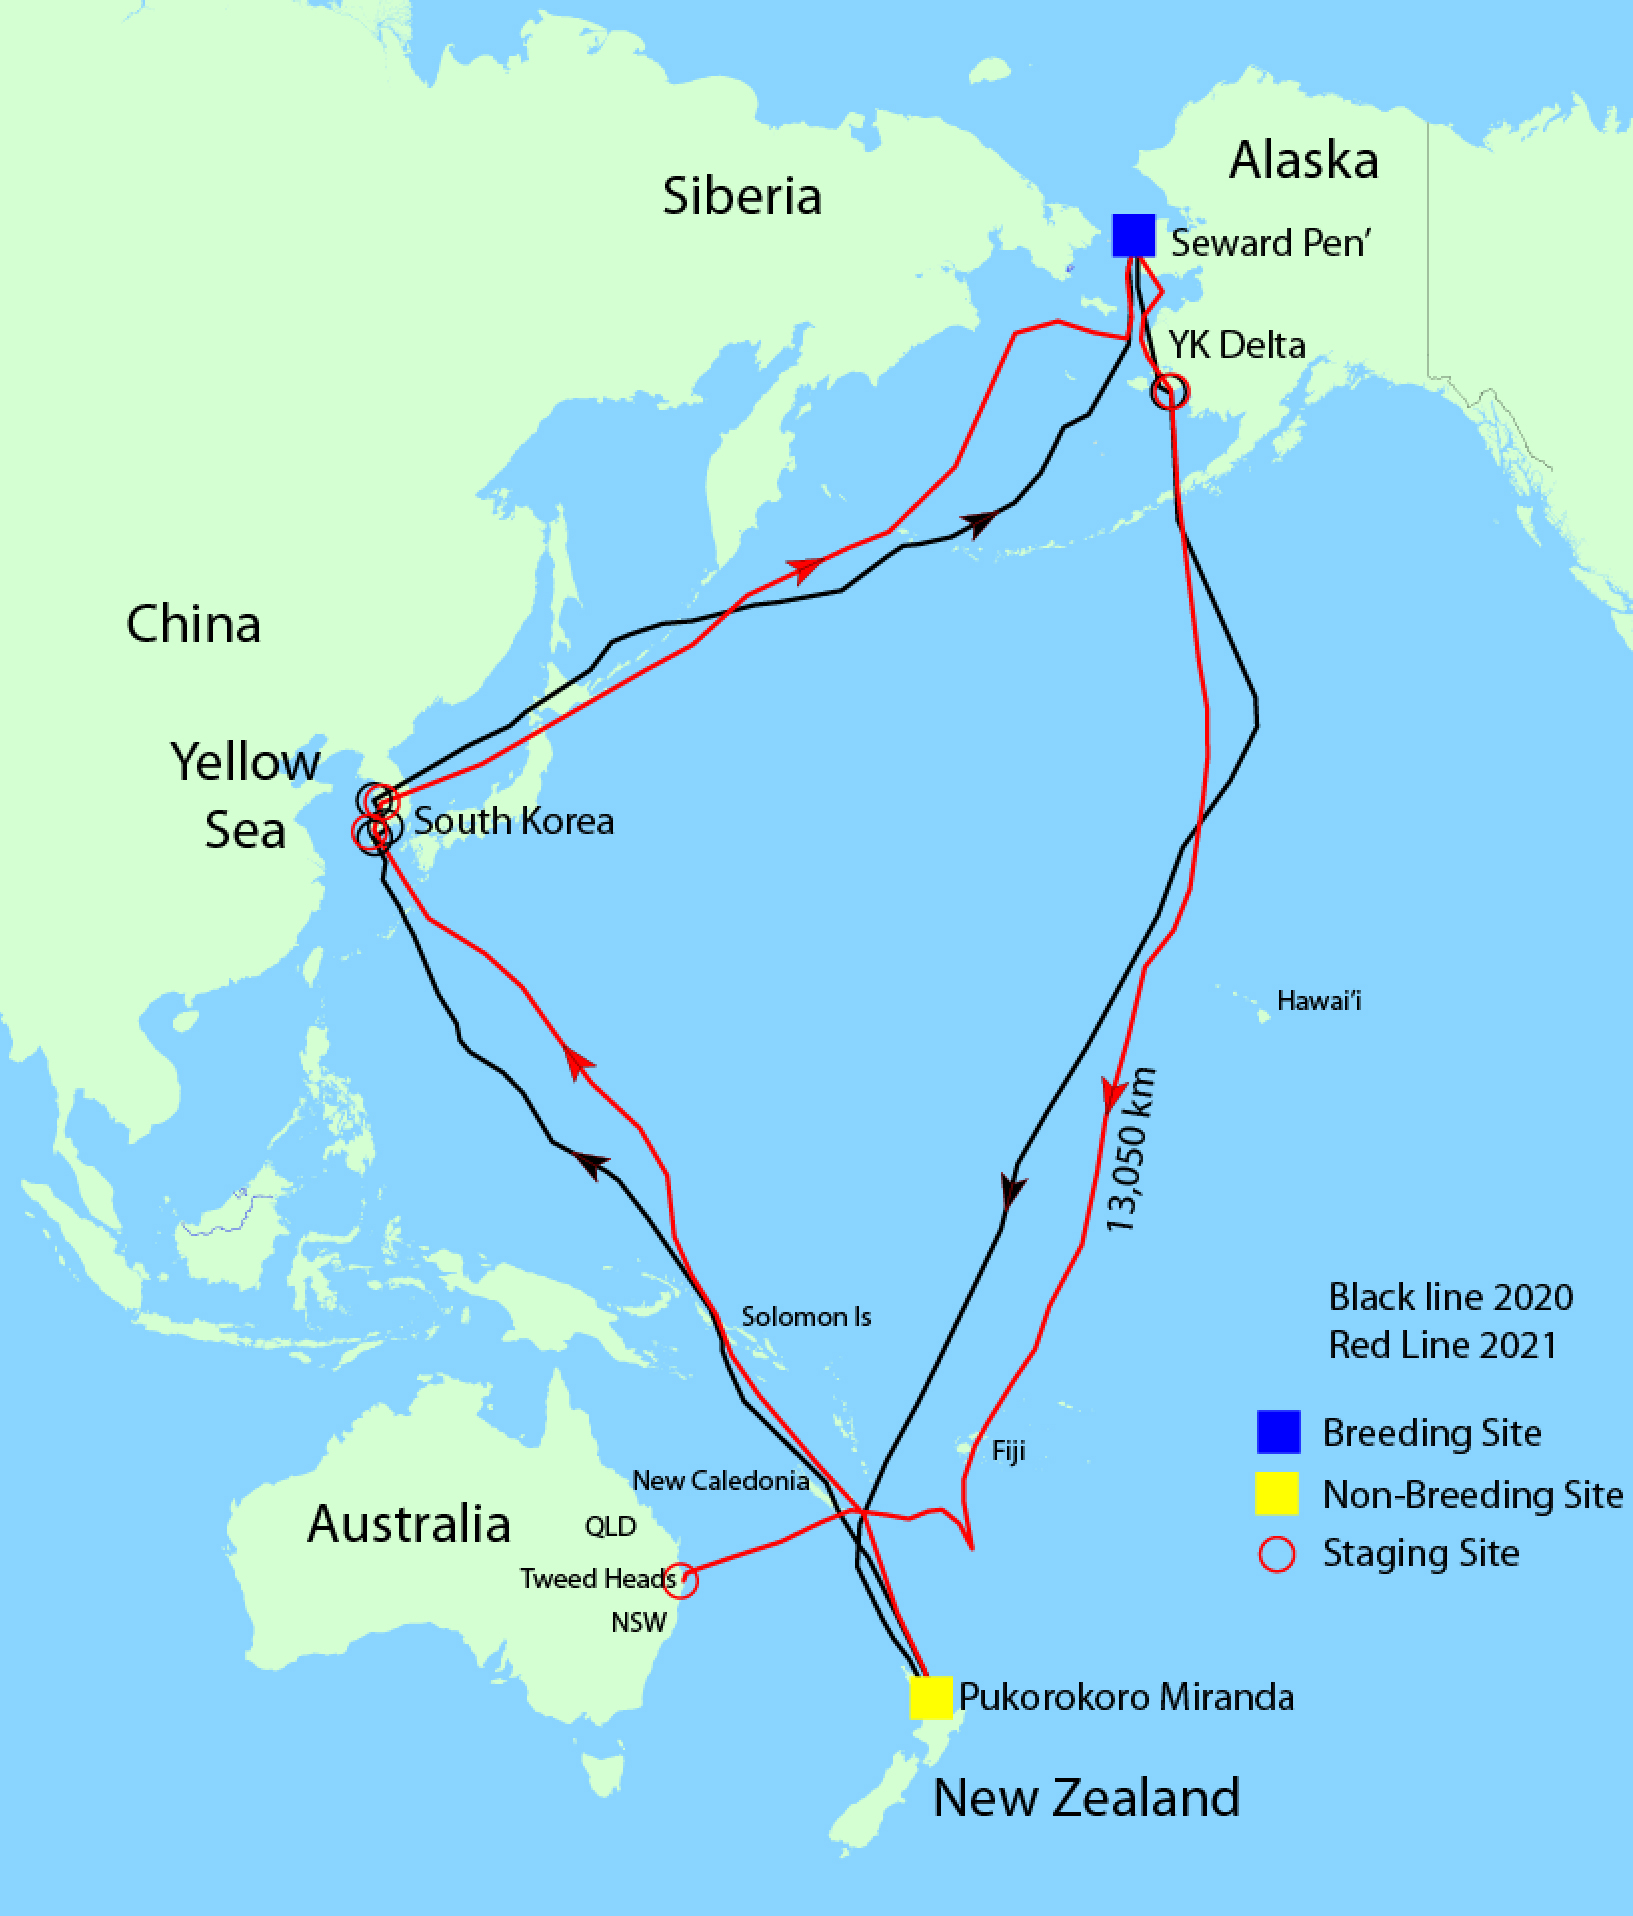 Alaska
Siberia
Seward Pen’
YK Delta
China
Yellow
Sea
South Korea
Hawai’i
13,050 km
Black line 2020
Red Line 2021
Solomon Is
Breeding Site
Fiji
New Caledonia
Non-Breeding Site
Australia
QLD
Staging Site
Tweed Heads
NSW
Pukorokoro Miranda
New Zealand